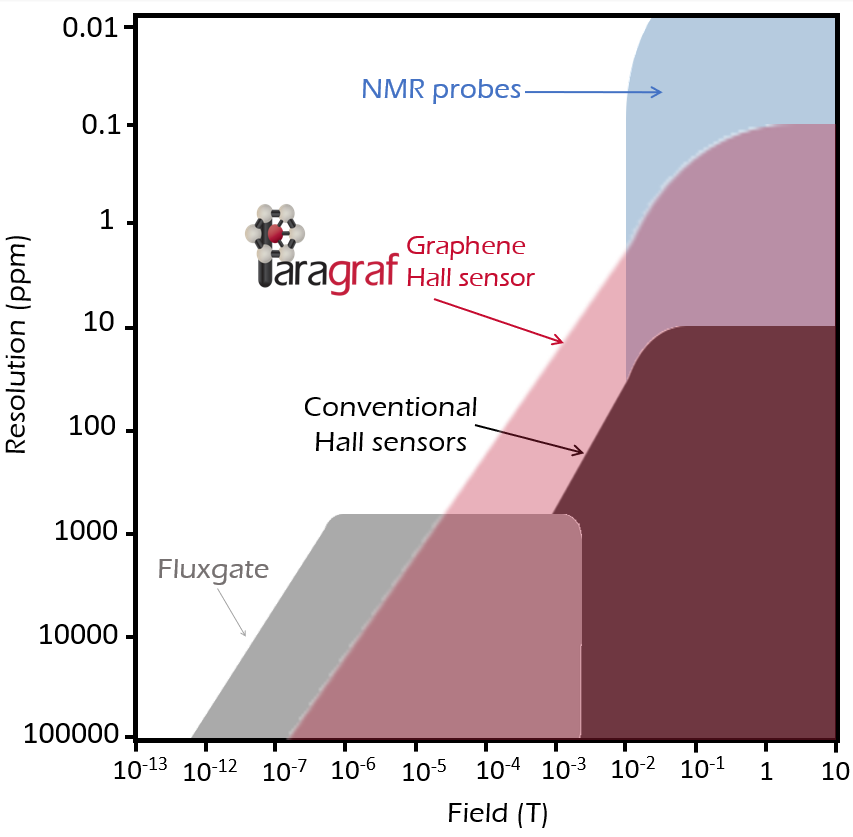 0.01
NMR probes
0.1
1
Graphene
Hall sensor
Paragraf
10
Resolution (ppm)
Conventional
Hall sensors
100
1000
Fluxgate
10000
100000
10-13 10-12 10-7 10-6 10-5 10-4 10-3 10-2 10-1 1 10
Field (T)